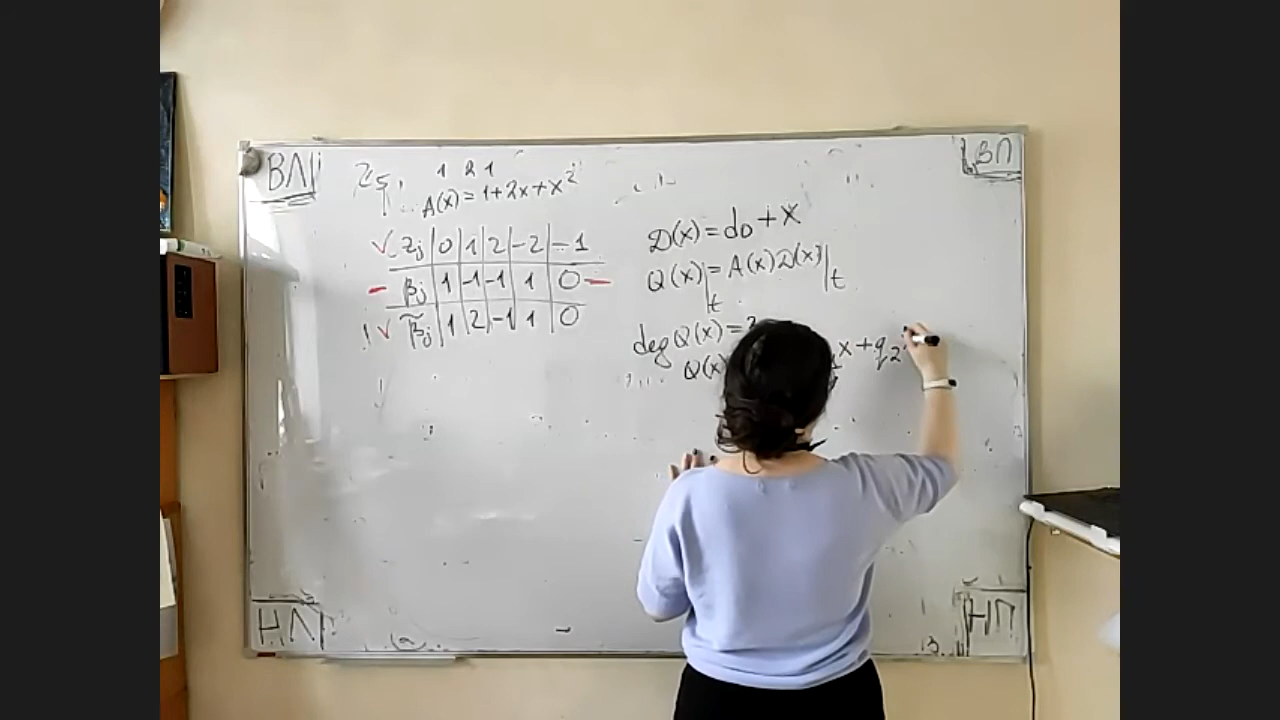 ВЛ
ВП
Z5. 1 2 1
A(x)=1+2x+x²
✓ zj | 0 | 1 | 2 | -2 | -1
− βj | 1 | -1 | -1 | 1 | 0 −
! ✓ β̃j | 1 | 2 | -1 | 1 | 0
D(x)=d0+x
Q(x)|t=A(x)D(x)|t
deg Q(x)=
Q(x
x+q2
НЛ
НП